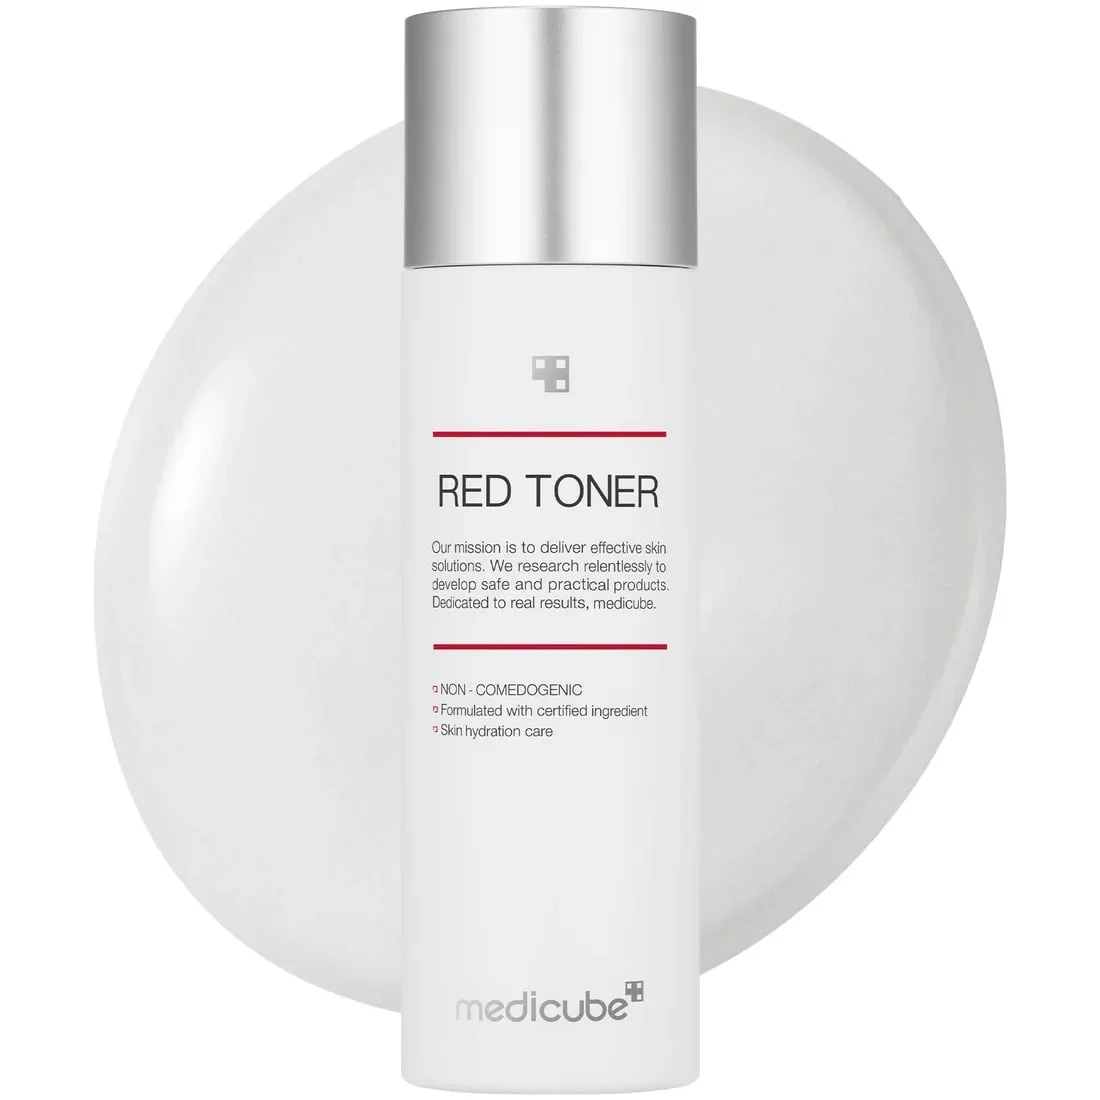 RED TONER
Our mission is to deliver effective skin
solutions. We research relentlessly to
develop safe and practical products.
Dedicated to real results, medicube.
NON - COMEDOGENIC
Formulated with certified ingredient
Skin hydration care
medicube